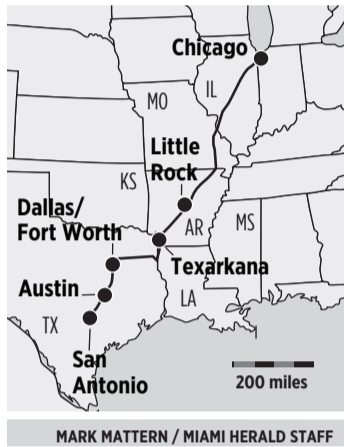 Chicago
IL
MO
Little
Rock
KS
Dallas/
Fort Worth
AR
MS
Texarkana
Austin
LA
TX
San
Antonio
200 miles
MARK MATTERN / MIAMI HERALD STAFF